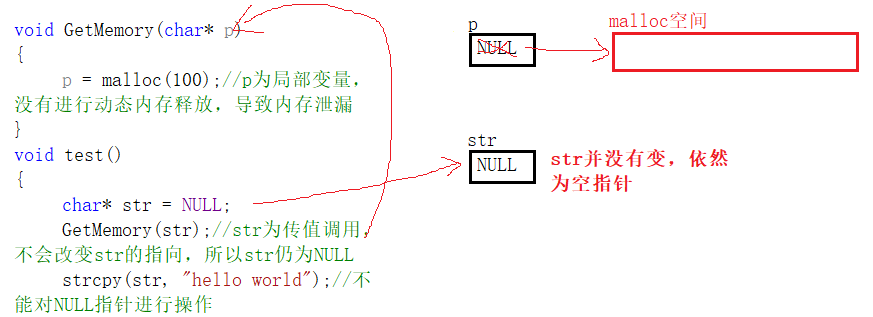 void GetMemory(char* p)
{
p = malloc(100);//p为局部变量，
没有进行动态内存释放，导致内存泄漏
}
void test()
{
char* str = NULL;
GetMemory(str);//str为传值调用，
不会改变str的指向，所以str仍为NULL
strcpy(str, "hello world");//不
能对NULL指针进行操作
p
NULL
malloc空间
str
NULL
str并没有变，依然
为空指针